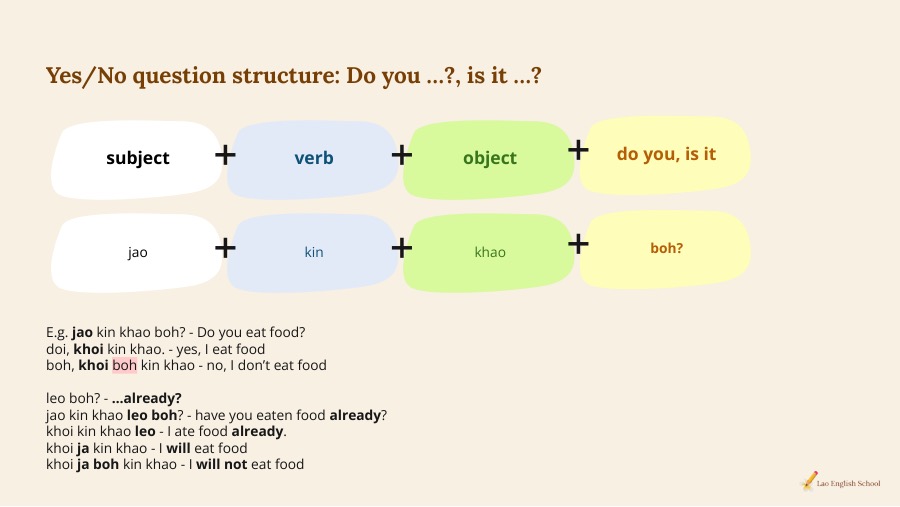 Yes/No question structure: Do you ...?, is it ...?
subject + verb + object + do you, is it
jao + kin + khao + boh?
E.g. jao kin khao boh? - Do you eat food?
doi, khoi kin khao. - yes, I eat food
boh, khoi boh kin khao - no, I don’t eat food
leo boh? - ...already?
jao kin khao leo boh? - have you eaten food already?
khoi kin khao leo - I ate food already.
khoi ja kin khao - I will eat food
khoi ja boh kin khao - I will not eat food
Lao English School